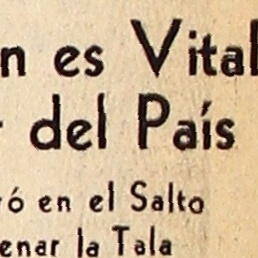 n es Vital
del País
ó en el Salto
enar la Tala